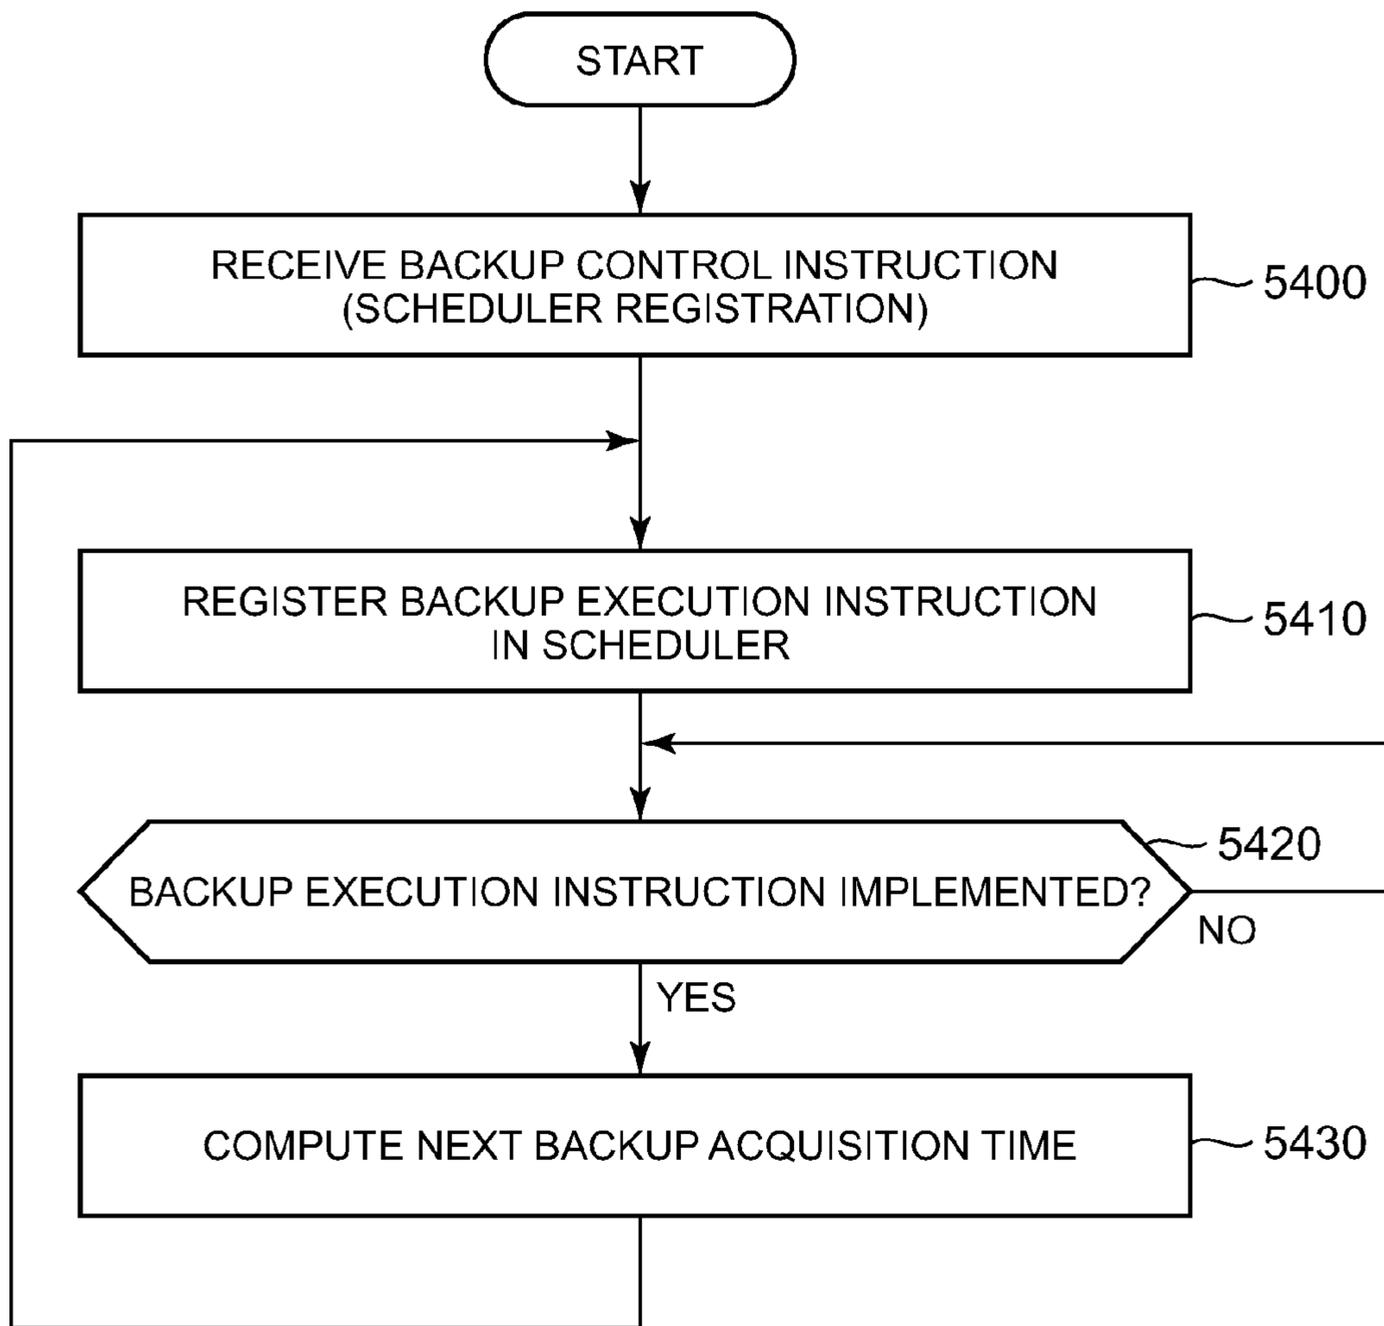 START
RECEIVE BACKUP CONTROL INSTRUCTION
(SCHEDULER REGISTRATION)
5400
REGISTER BACKUP EXECUTION INSTRUCTION
IN SCHEDULER
5410
5420
BACKUP EXECUTION INSTRUCTION IMPLEMENTED?
NO
YES
COMPUTE NEXT BACKUP ACQUISITION TIME
5430